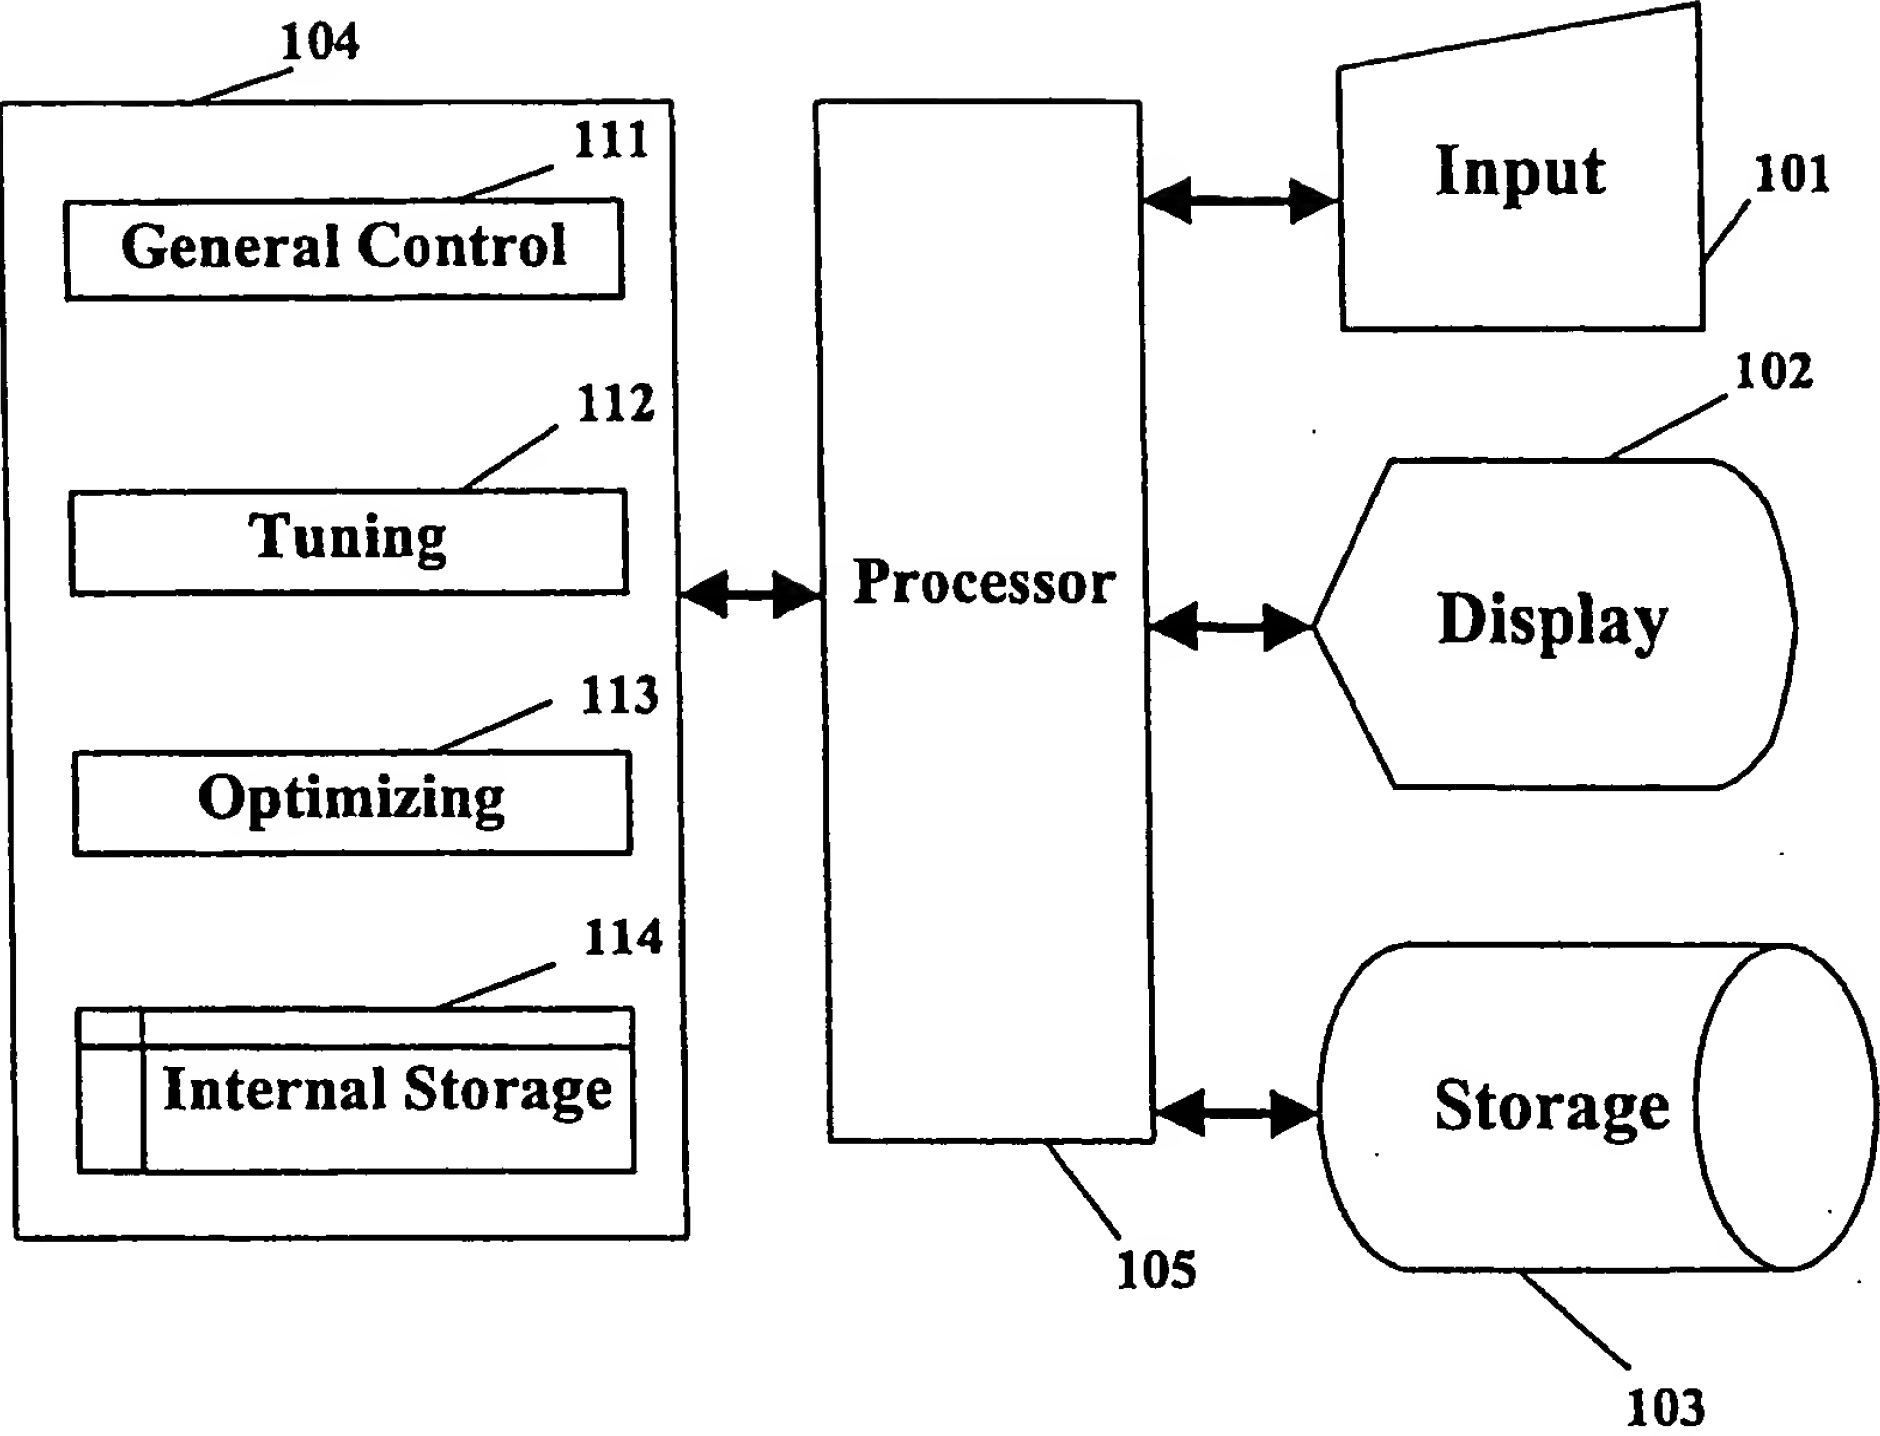 104
111
General Control
112
Tuning
113
Optimizing
114
Internal Storage
Processor
105
Input
101
102
Display
Storage
103